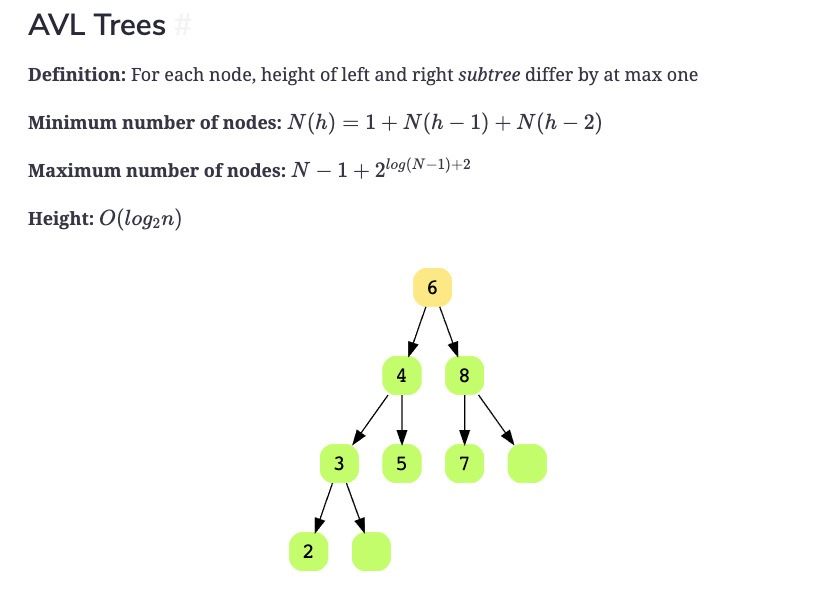 AVL Trees #
Definition: For each node, height of left and right subtree differ by at max one
Minimum number of nodes: N(h) = 1 + N(h − 1) + N(h − 2)
Maximum number of nodes: N − 1 + 2^{log(N−1)+2}
Height: O(log₂n)
6
4 8
3 5 7
2